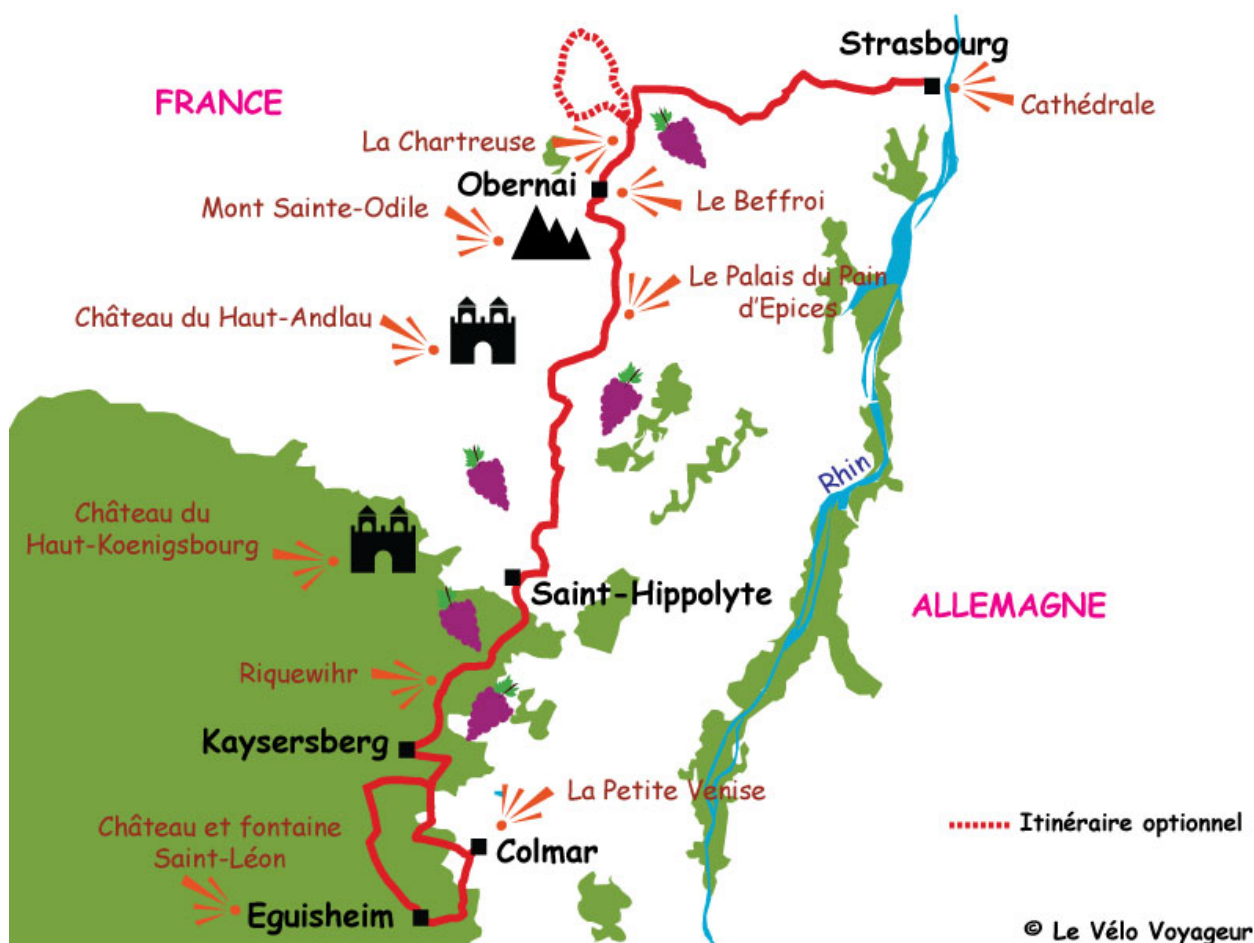 Strasbourg
FRANCE
Cathédrale
La Chartreuse
Obernai
Mont Sainte-Odile
Le Beffroi
Le Palais du Pain
d'Epices
Château du Haut-Andlau
Rhin
Château du
Haut-Koenigsbourg
Saint-Hippolyte
ALLEMAGNE
Riquewihr
Kaysersberg
La Petite Venise
Itinéraire optionnel
Château et fontaine
Saint-Léon
Colmar
Eguisheim
© Le Vélo Voyageur